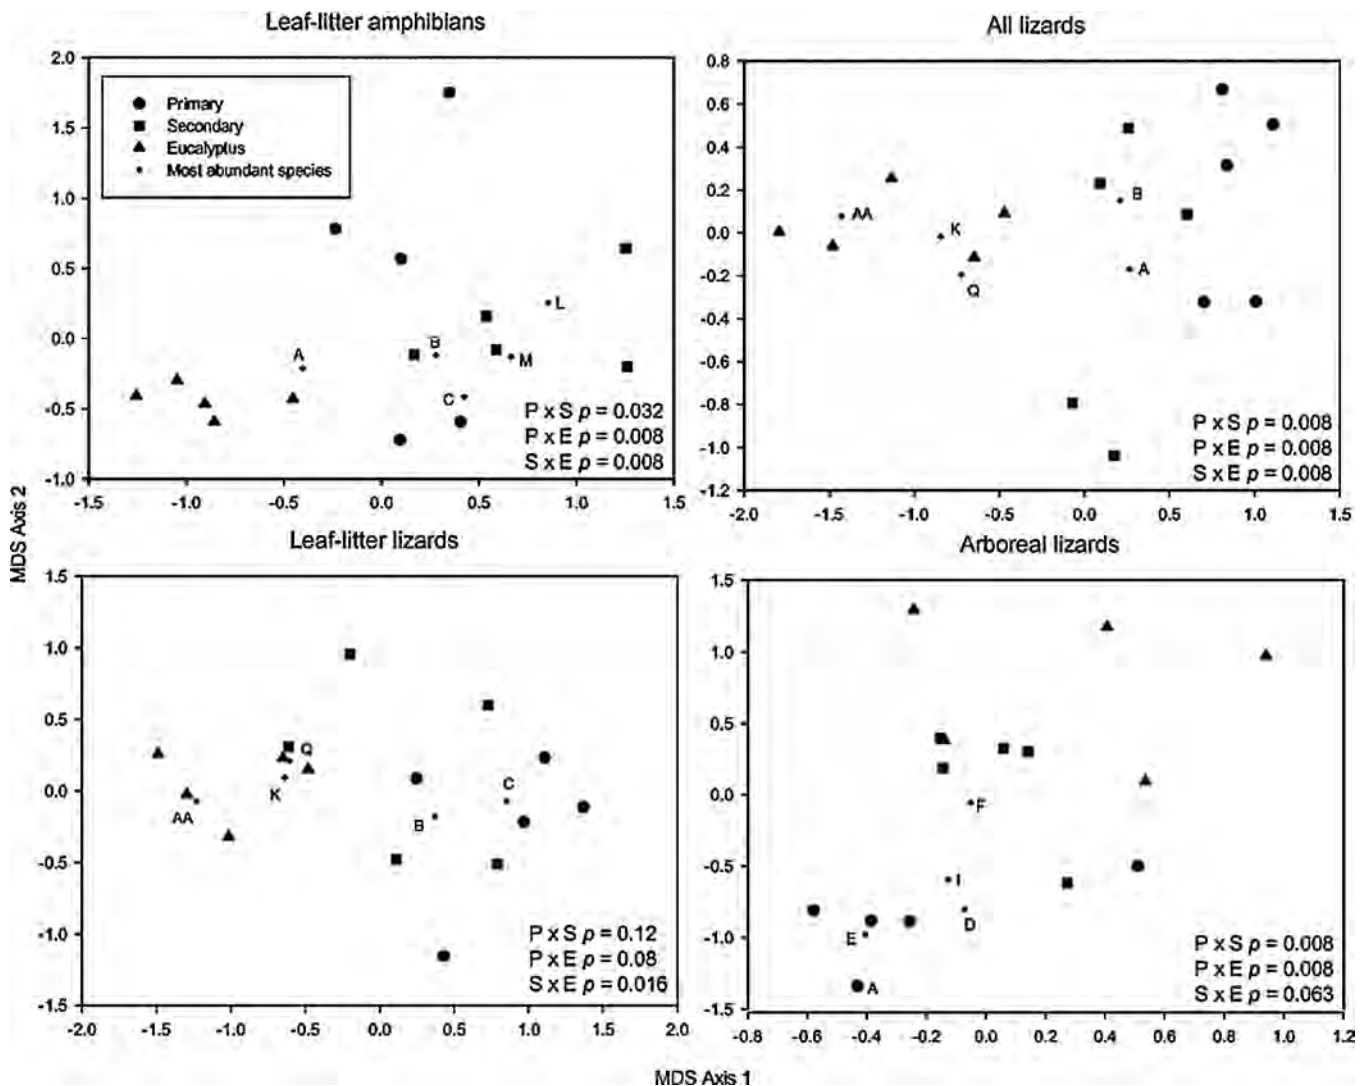 Leaf-litter amphibians
2.0
1.5
1.0
0.5
0.0
-0.5
-1.0
Primary
Secondary
Eucalyptus
Most abundant species
A
B
C
L
M
P x S p = 0.032
P x E p = 0.008
S x E p = 0.008
-1.5 -1.0 -0.5 0.0 0.5 1.0 1.5
All lizards
0.8
0.6
0.4
0.2
0.0
-0.2
-0.4
-0.6
-0.8
-1.0
-1.2
AA
K
Q
B
A
P x S p = 0.008
P x E p = 0.008
S x E p = 0.008
-2.0 -1.5 -1.0 -0.5 0.0 0.5 1.0 1.5
MDS Axis 2
Leaf-litter lizards
1.5
1.0
0.5
0.0
-0.5
-1.0
-1.5
Q
K
AA
B
C
P x S p = 0.12
P x E p = 0.08
S x E p = 0.016
-2.0 -1.5 -1.0 -0.5 0.0 0.5 1.0 1.5 2.0
Arboreal lizards
1.5
1.0
0.5
0.0
-0.5
-1.0
-1.5
F
I
D
E
A
P x S p = 0.008
P x E p = 0.008
S x E p = 0.063
-0.8 -0.6 -0.4 -0.2 0.0 0.2 0.4 0.6 0.8 1.0 1.2
MDS Axis 1